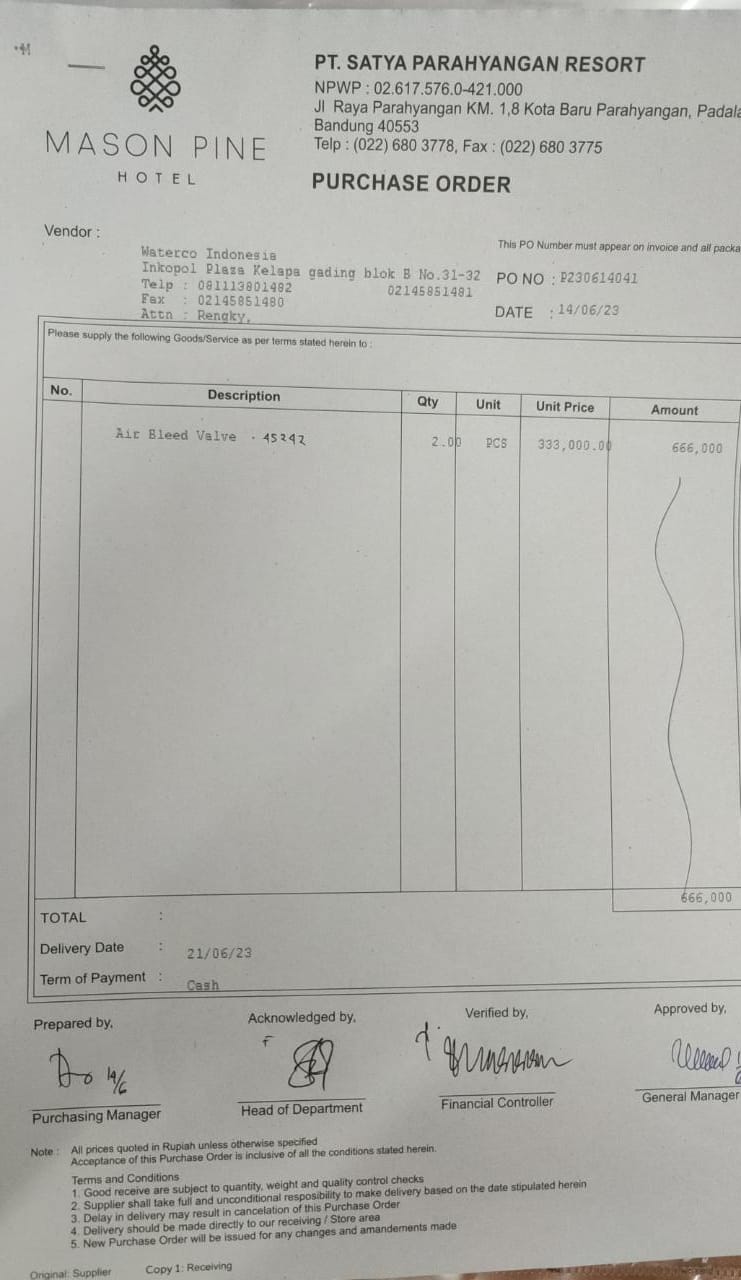 MASON PINE
HOTEL
PT. SATYA PARAHYANGAN RESORT
NPWP : 02.617.576.0-421.000
Jl Raya Parahyangan KM. 1,8 Kota Baru Parahyangan,
Bandung 40553
Telp : (022) 680 3778, Fax : (022) 680 3775
PURCHASE ORDER
Vendor :
Waterco Indonesia
Inkopol Plaza Kelapa gading blok B No.31-32
Telp : 081113801482 02145851481
Fax : 02145851480
Attn : Rengky,
This PO Number must appear on invoice and all
PO NO : P230614041
DATE : 14/06/23
Please supply the following Goods/Service as per terms stated herein to :
No. Description Qty Unit Unit Price Amount
Air Bleed Valve . 45242 2.00 PCS 333,000.00 666,000
666,000
TOTAL :
Delivery Date : 21/06/23
Term of Payment : Cash
Prepared by, Acknowledged by, Verified by, Approved by,
14/6
Purchasing Manager Head of Department Financial Controller General Manager
Note : All prices quoted in Rupiah unless otherwise specified
Acceptance of this Purchase Order is inclusive of all the conditions stated herein.
Terms and Conditions
1. Good receive are subject to quantity, weight and quality control checks
2. Supplier shall take full and unconditional resposibility to make delivery based on the date stipulated herein
3. Delay in delivery may result in cancelation of this Purchase Order
4. Delivery should be made directly to our receiving / Store area
5. New Purchase Order will be issued for any changes and amandements made
Original: Supplier Copy 1: Receiving